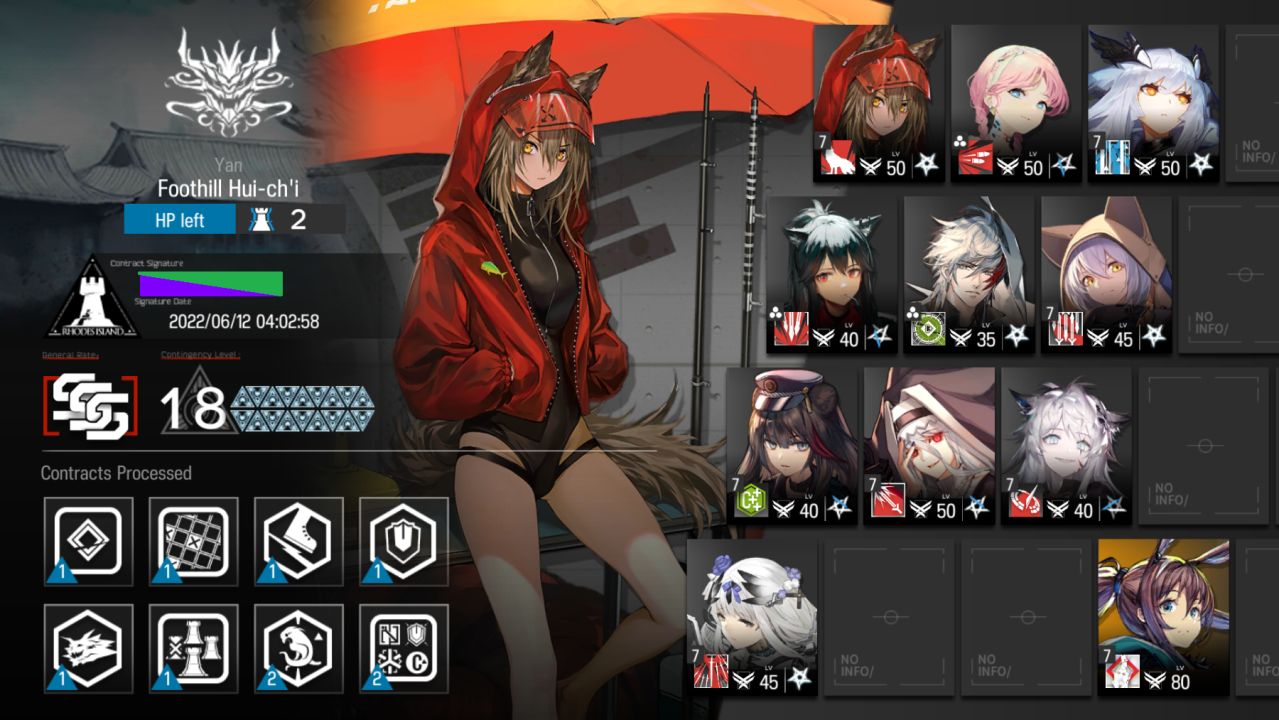 Yan
Foothill Hui-ch'i
HP left 2
Contract Signature
Signature Date
2022/06/12 04:02:58
RHODES ISLAND
General Rate:
Contingency Level:
SSS
18
Contracts Processed
1 1 1 1
1 1 2 2
7 LV 50
LV 50
7 LV 50
NO INFO/
LV 40
LV 35
7 LV 45
NO INFO/
7 LV 40
7 LV 50
7 LV 40
NO INFO/
7 LV 45
NO INFO/
NO INFO/
7 LV 80
NO INFO/